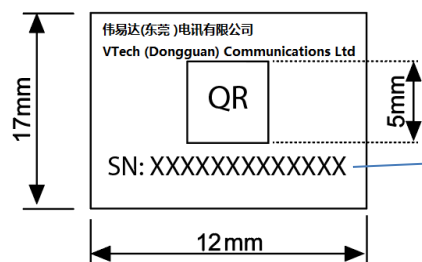 伟易达(东莞 )电讯有限公司
VTech (Dongguan) Communications Ltd
QR
SN: XXXXXXXXXXXXX
17mm
5mm
12mm